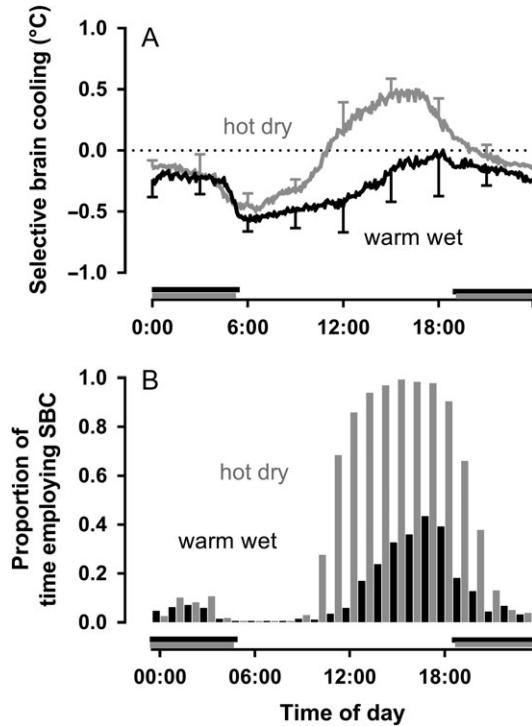 A
Selective brain cooling (°C)
1.0
0.5
0.0
−0.5
−1.0
hot dry
warm wet
0:00 6:00 12:00 18:00
B
Proportion of
time employing SBC
1.0
0.8
0.6
0.4
0.2
0.0
hot dry
warm wet
00:00 06:00 12:00 18:00
Time of day